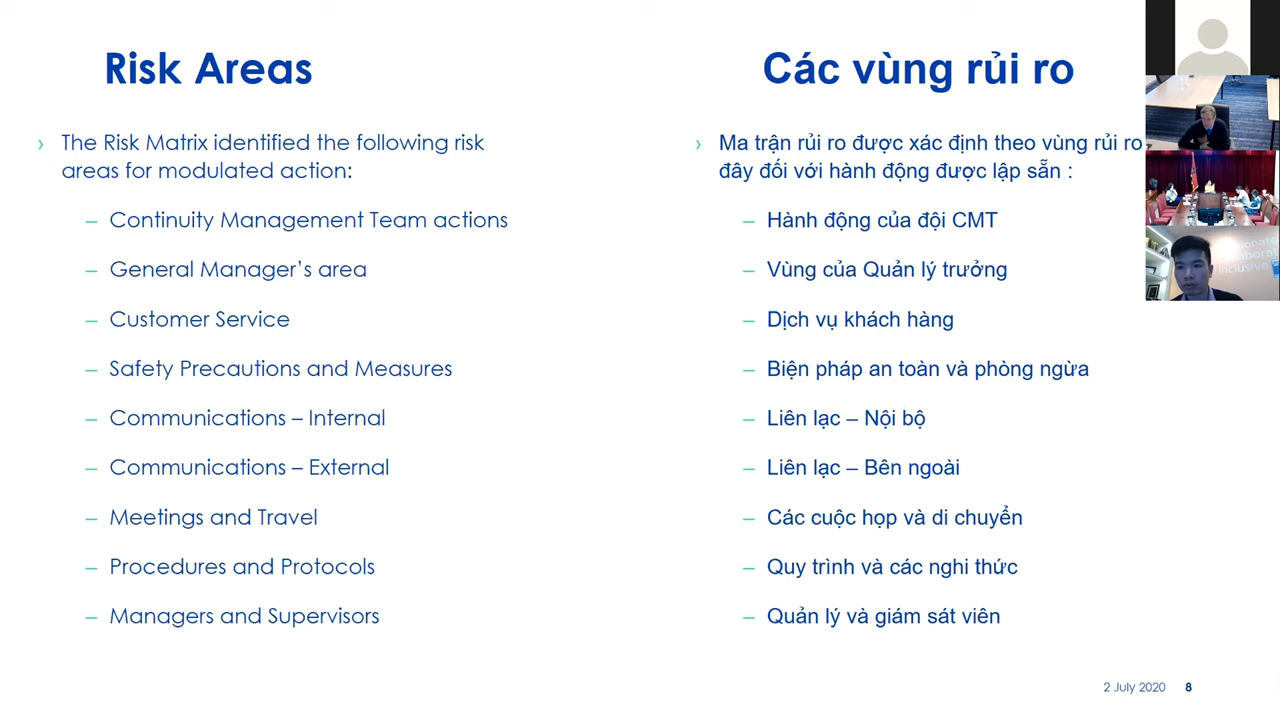 Risk Areas
› The Risk Matrix identified the following risk
areas for modulated action:
– Continuity Management Team actions
– General Manager’s area
– Customer Service
– Safety Precautions and Measures
– Communications – Internal
– Communications – External
– Meetings and Travel
– Procedures and Protocols
– Managers and Supervisors
Các vùng rủi ro
› Ma trận rủi ro được xác định theo vùng rủi ro
đây đối với hành động được lập sẵn :
– Hành động của đội CMT
– Vùng của Quản lý trưởng
– Dịch vụ khách hàng
– Biện pháp an toàn và phòng ngừa
– Liên lạc – Nội bộ
– Liên lạc – Bên ngoài
– Các cuộc họp và di chuyển
– Quy trình và các nghi thức
– Quản lý và giám sát viên
inclusive
2 July 2020 8